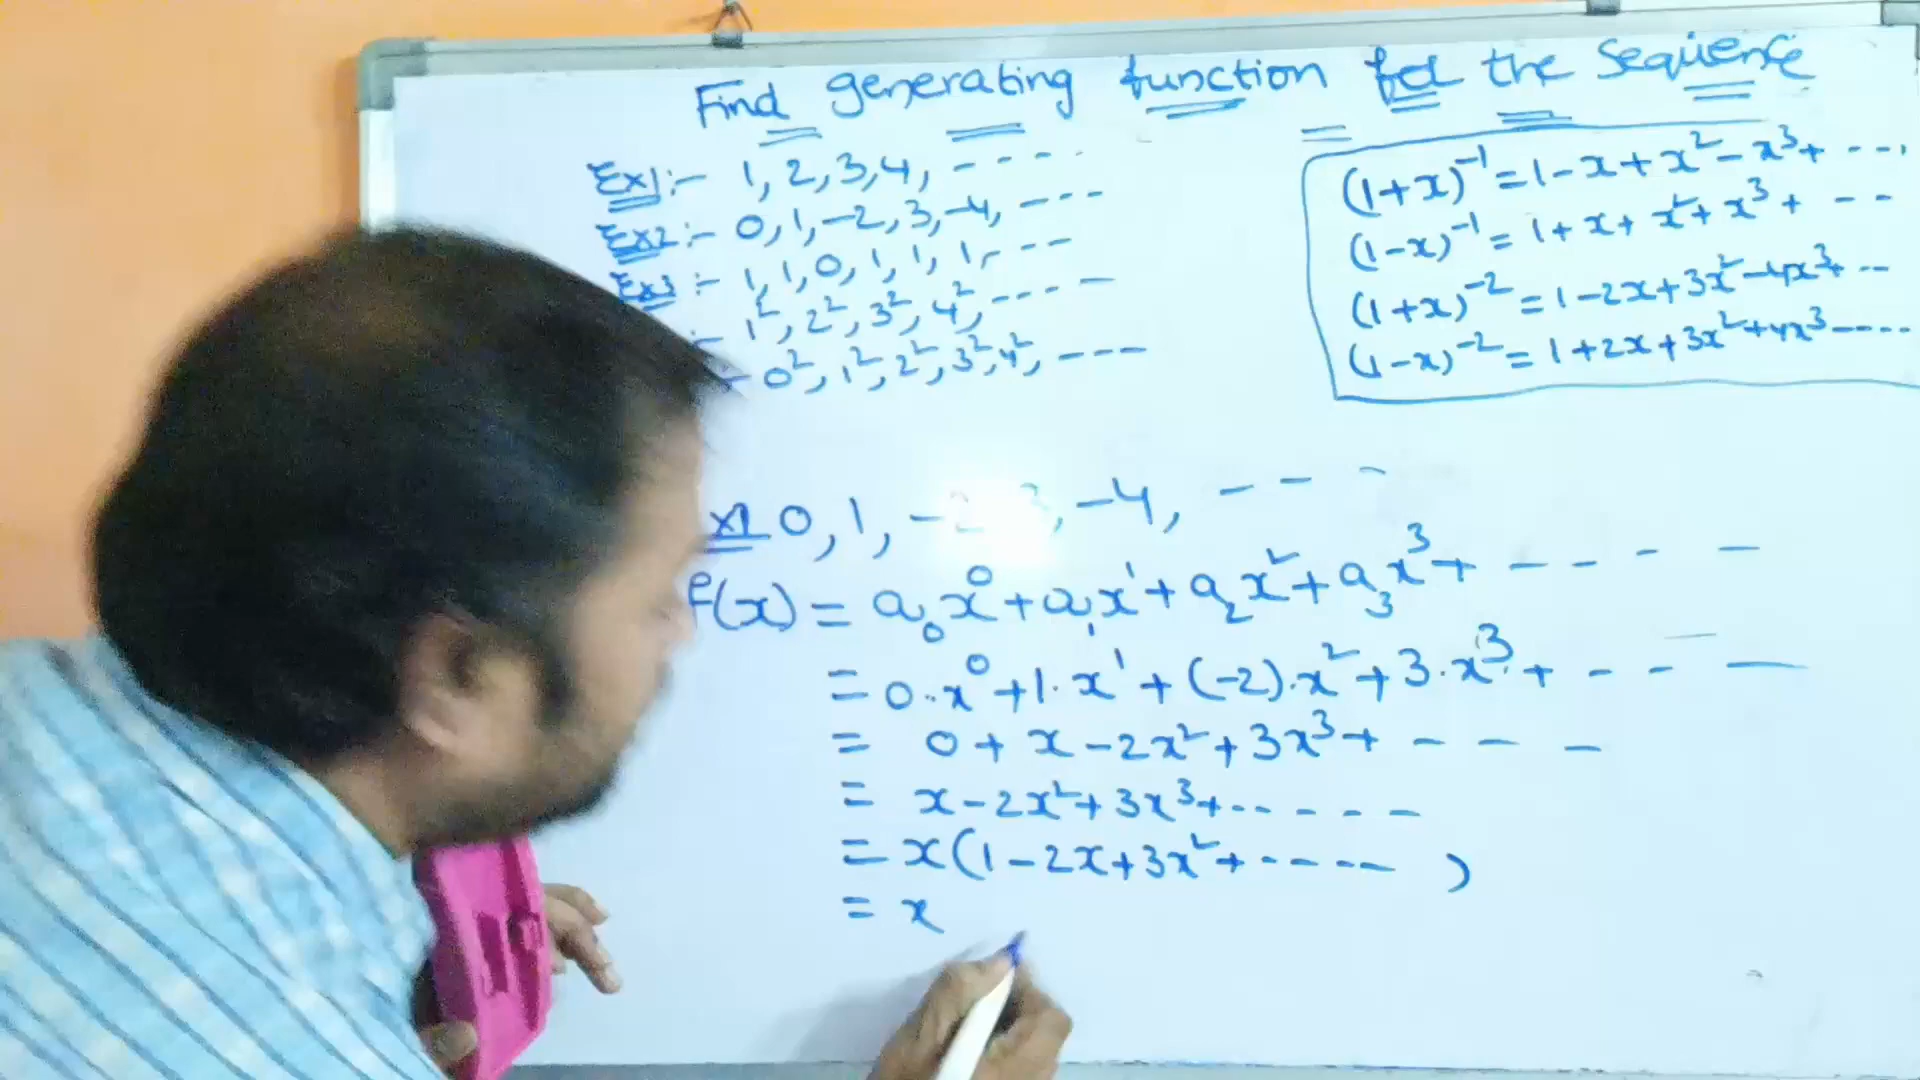 Find generating function for the sequence
Ex1:- 1, 2, 3, 4, ----
Ex2:- 0, 1, -2, 3, -4, ---
Ex3:- 1, 1, 0, 1, 1, 1, ---
:- 1², 2², 3², 4², ----
- 0², 1², 2², 3², 4², ---
(1+x)⁻¹ = 1-x+x²-x³+ ---,
(1-x)⁻¹ = 1+x+x²+x³+ --
(1+x)⁻² = 1-2x+3x²-4x³+ --
(1-x)⁻² = 1+2x+3x²+4x³ ----
0, 1, -2, 3, -4, ---
f(x) = a₀x⁰+a₁x¹+a₂x²+a₃x³+ ----
= 0.x⁰+1.x¹+(-2).x²+3.x³+ ---
= 0+x-2x²+3x³+ ---
= x-2x²+3x³+-----
= x(1-2x+3x²+----- )
= x